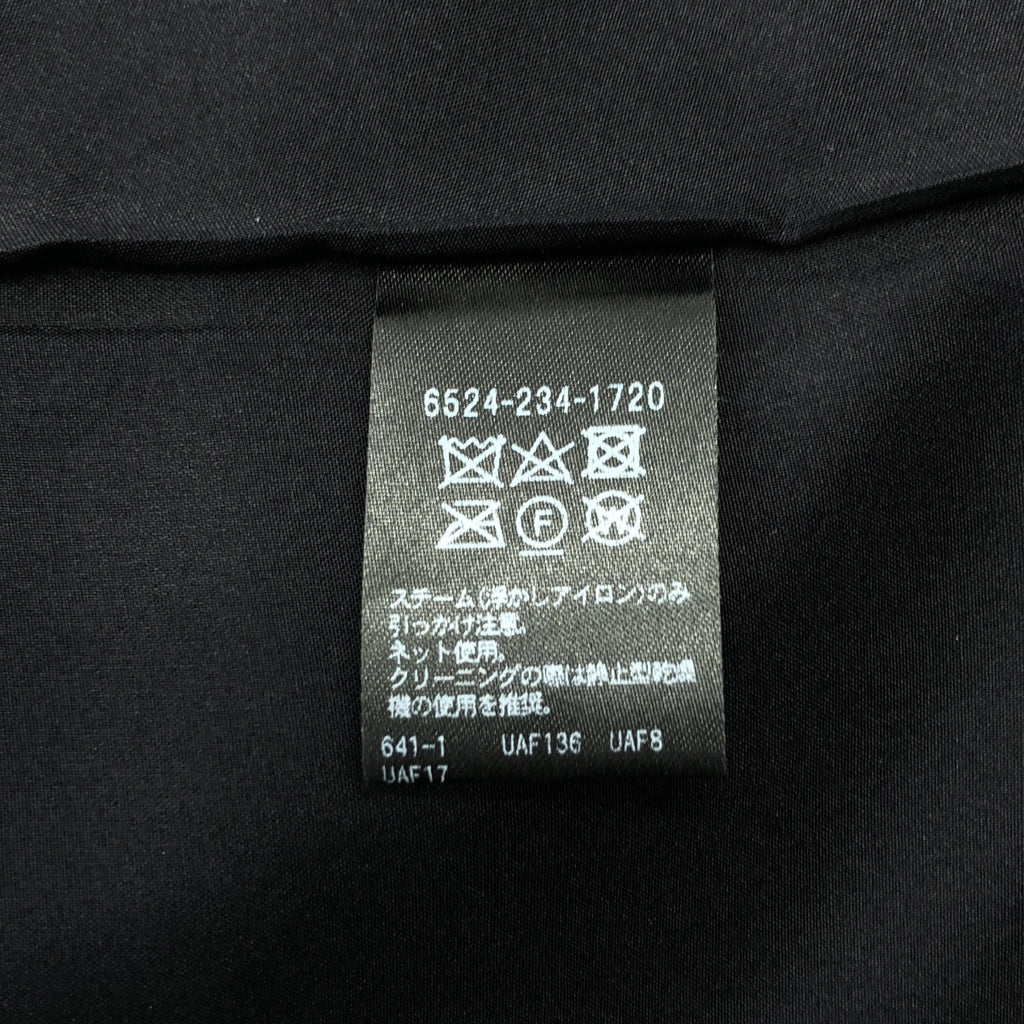 6524-234-1720
F W
スチーム(浮かしアイロン)のみ
引っかけ注意。
ネット使用。
クリーニングの際は静止型乾燥
機の使用を推奨。
641-1 UAF136 UAF8
UAF17